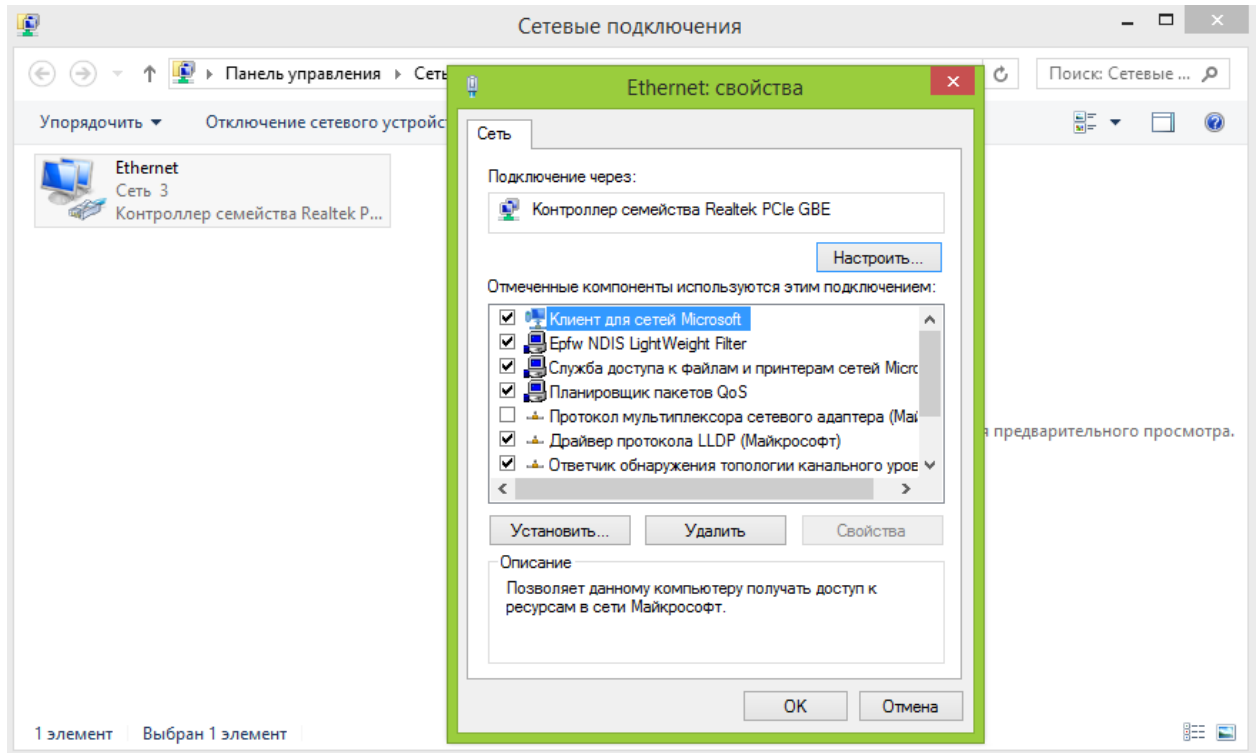 Сетевые подключения
Панель управления
Упорядочить
Отключение сетевого
Поиск: Сетевые ...
Ethernet
Сеть 3
Контроллер семейства Realtek P...
Ethernet: свойства
Сеть
Подключение через:
Контроллер семейства Realtek PCIe GBE
Настроить...
Отмеченные компоненты используются этим подключением:
Клиент для сетей Microsoft
Epfw NDIS LightWeight Filter
Служба доступа к файлам и принтерам сетей Micrc
Планировщик пакетов QoS
Протокол мультиплексора сетевого адаптера (Май
Драйвер протокола LLDP (Майкрософт)
Ответчик обнаружения топологии канального уров
Установить...
Удалить
Свойства
Описание
Позволяет данному компьютеру получать доступ к
ресурсам в сети Майкрософт.
OK
Отмена
предварительного просмотра.
1 элемент
Выбран 1 элемент